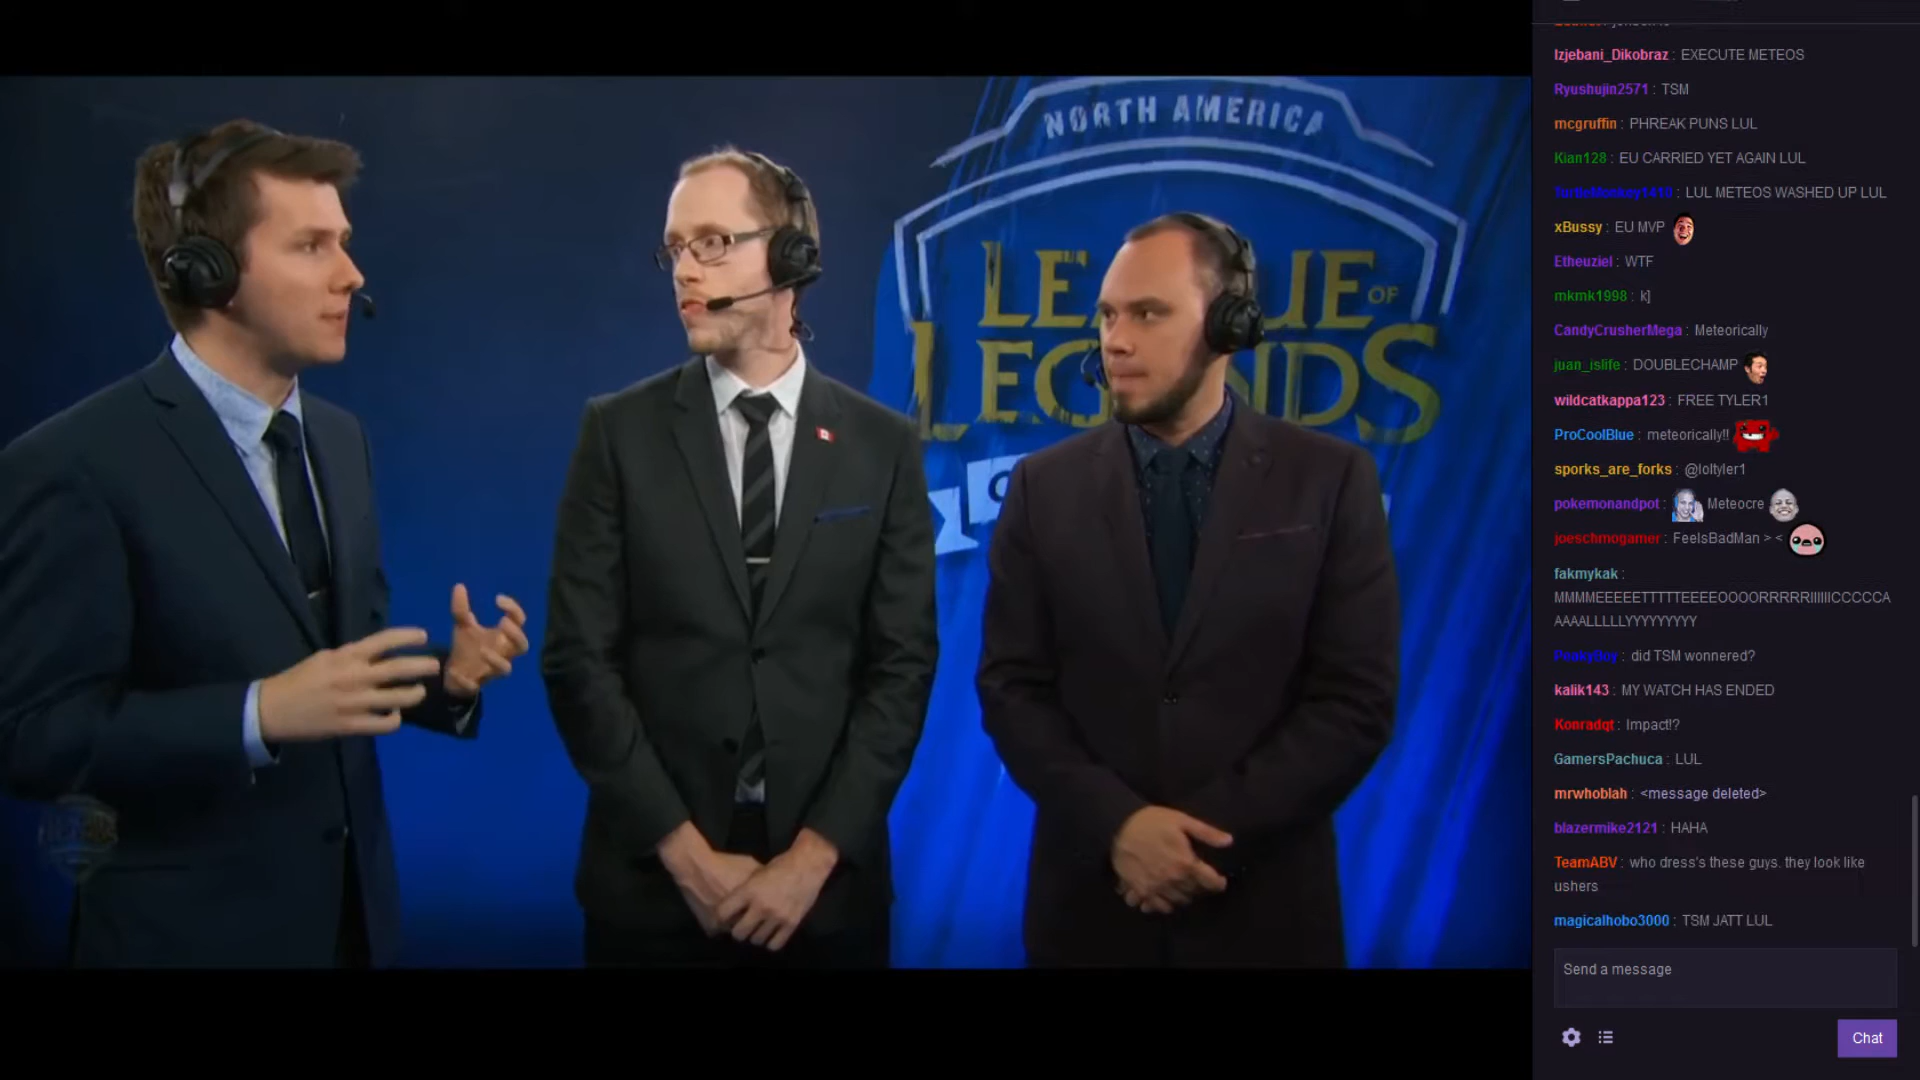 NORTH AMERICA
LEAGUE
OF
LEGENDS
Izjebani_Dikobraz : EXECUTE METEOS
Ryushujin2571 : TSM
mcgruffin : PHREAK PUNS LUL
Kian128 : EU CARRIED YET AGAIN LUL
TurtleMonkey1410 : LUL METEOS WASHED UP LUL
xBussy : EU MVP
Etheuziel : WTF
mkmk1998 : k]
CandyCrusherMega : Meteorically
juan_islife : DOUBLECHAMP
wildcatkappa123 : FREE TYLER1
ProCoolBlue : meteorically!!
sporks_are_forks : @loltyler1
pokemonandpot : Meteocre
joeschmogamer : FeelsBadMan > <
fakmykak :
MMMMEEEEETTTTTEEEEOOOORRRRRIIIIIICCCCCA
AAAALLLLLYYYYYYYYY
PeakyBoy : did TSM wonnered?
kalik143 : MY WATCH HAS ENDED
Konradqt : Impact!?
GamersPachuca : LUL
mrwhoblah : <message deleted>
blazermike2121 : HAHA
TeamABV : who dress's these guys. they look like
ushers
magicalhobo3000 : TSM JATT LUL
Send a message
Chat